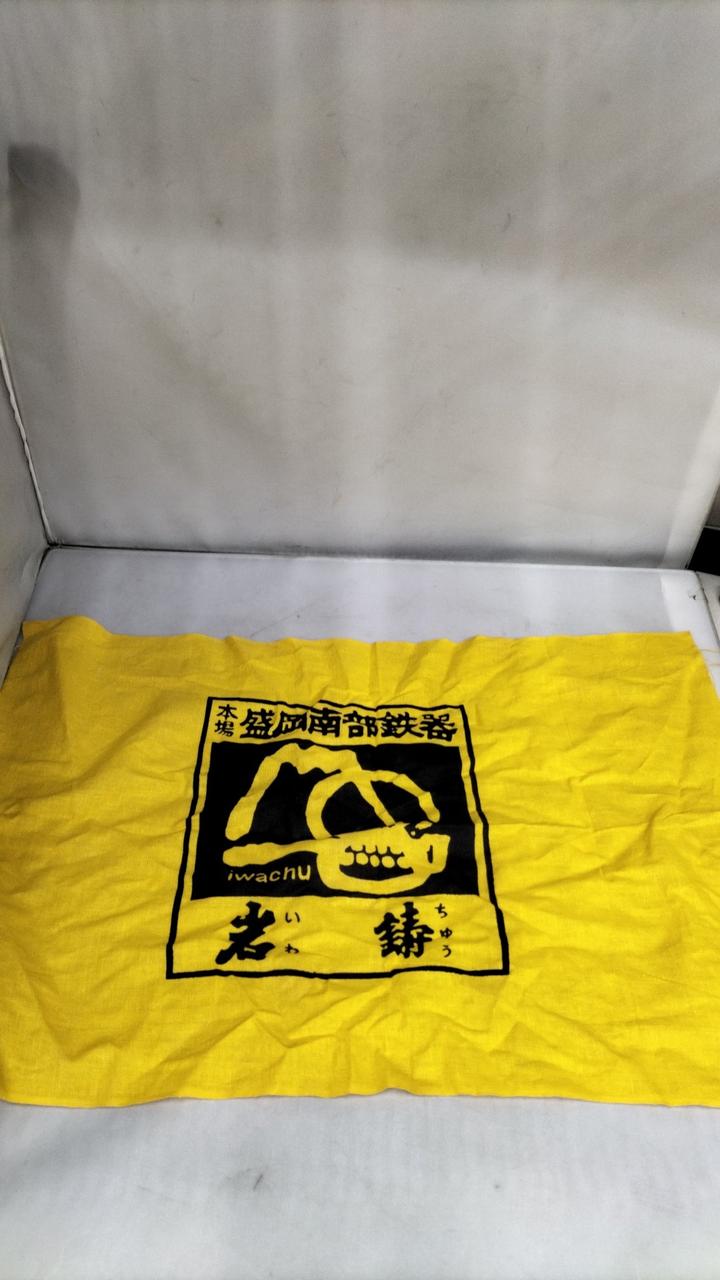 本場
盛岡南部鉄器
iwachu
岩 いわ
鋳 ちゅう